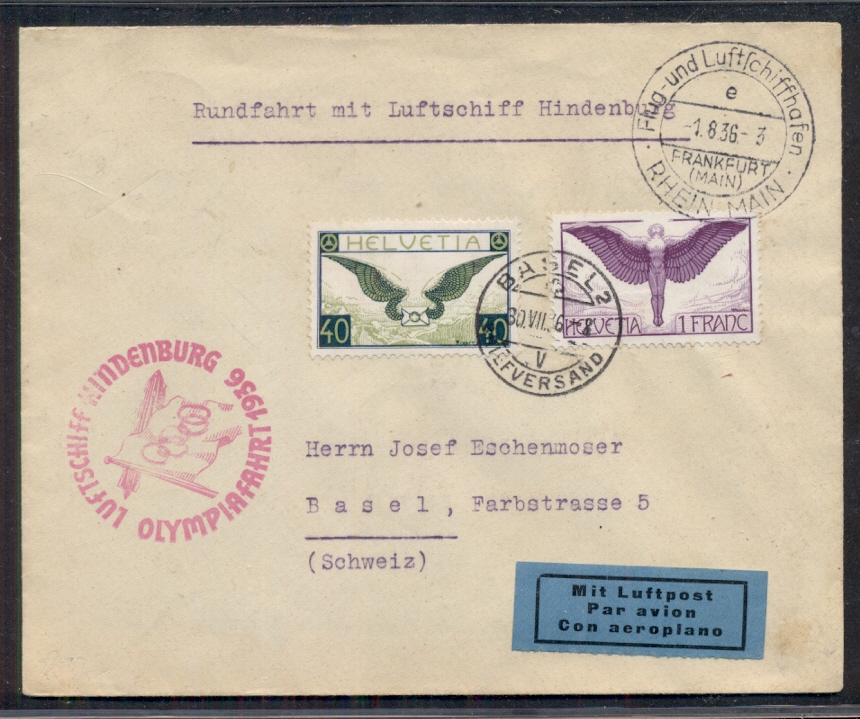 Rundfahrt mit Luftschiff Hindenburg
Flug- und Luftschiffhafen
e
-1.8.36.- 3
FRANKFURT
(MAIN)
· RHEIN-MAIN ·
HELVETIA
40
40
HELVETIA 1 FRANC
BASEL 2
30.VII.36
V
BRIEFVERSAND
LUFTSCHIFF HINDENBURG
OLYMPIAFAHRT 1936
Herrn Josef Eschenmoser
B a s e l , Farbstrasse 5
(Schweiz)
Mit Luftpost
Par avion
Con aeroplano